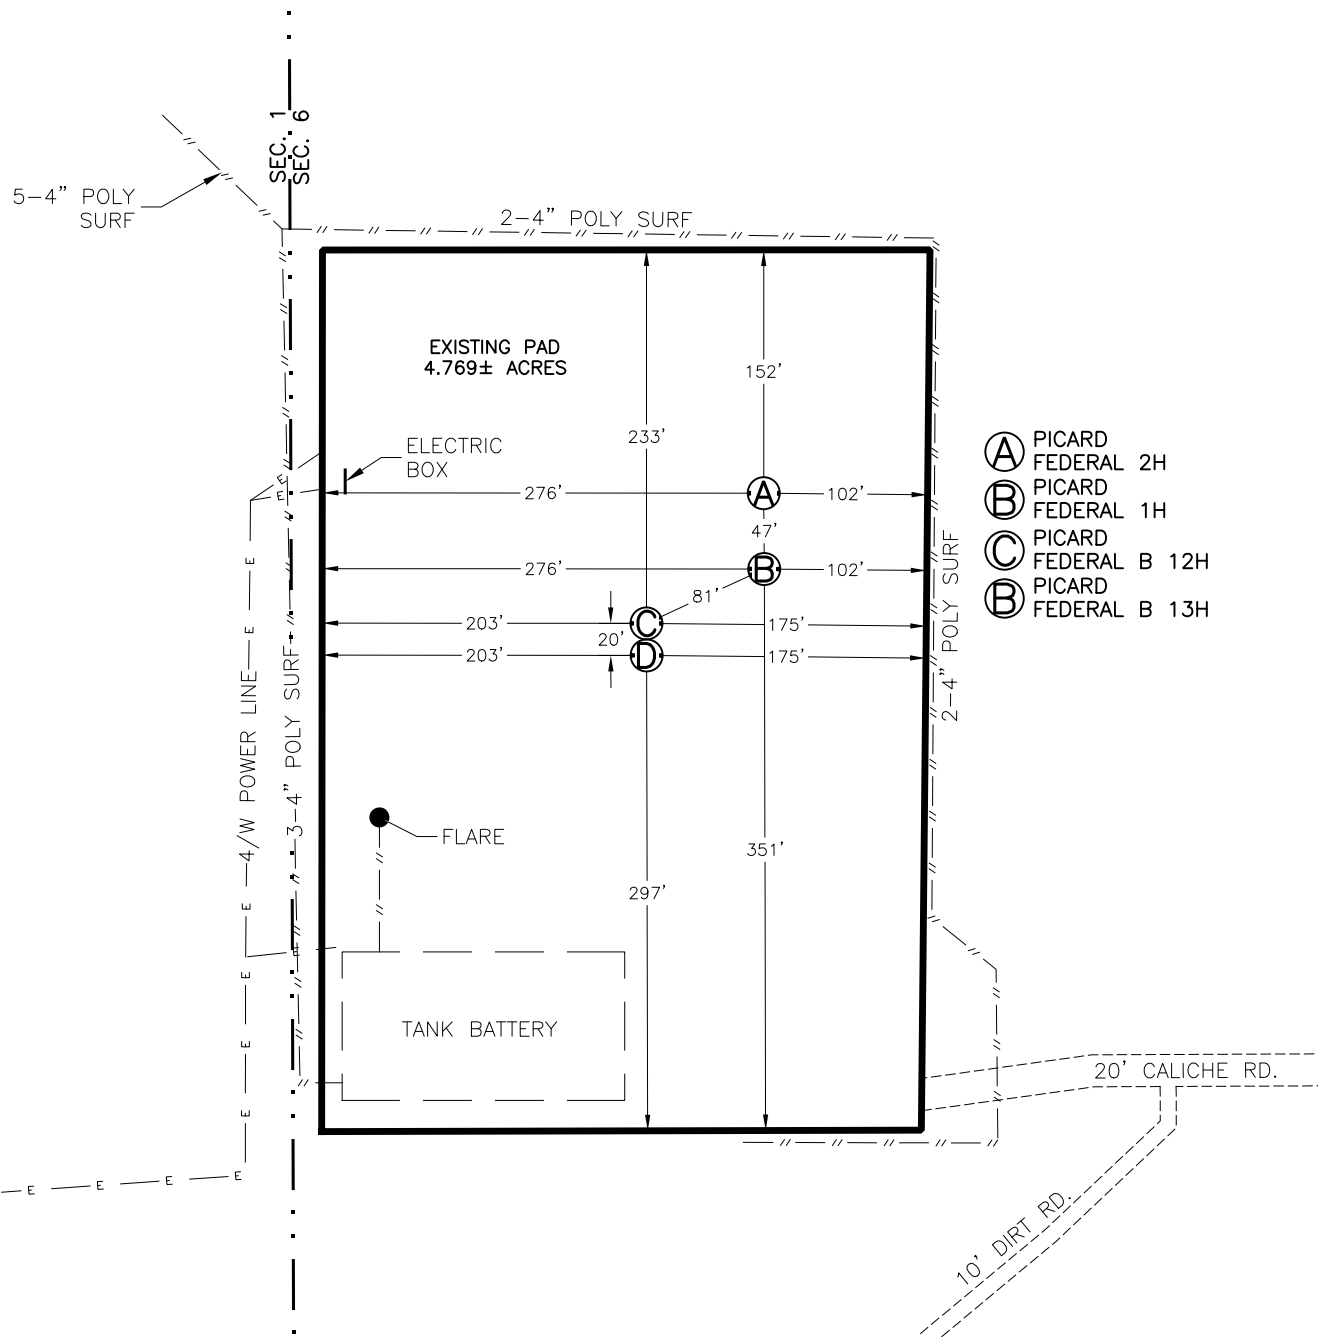 SEC. 1
SEC. 6
5-4" POLY
SURF
2-4" POLY SURF
EXISTING PAD
4.769± ACRES
152'
233'
ELECTRIC
BOX
A PICARD
FEDERAL 2H
B PICARD
FEDERAL 1H
C PICARD
FEDERAL B 12H
B PICARD
FEDERAL B 13H
E
E
276'
A
102'
47'
E
276'
B
102'
81'
E
203'
C
175'
20'
203'
D
175'
2-4" POLY SURF
4/W POWER LINE
3-4" POLY SURF
FLARE
351'
297'
E
E
E
TANK BATTERY
E
20' CALICHE RD.
E
E
E
E
E
10' DIRT RD.